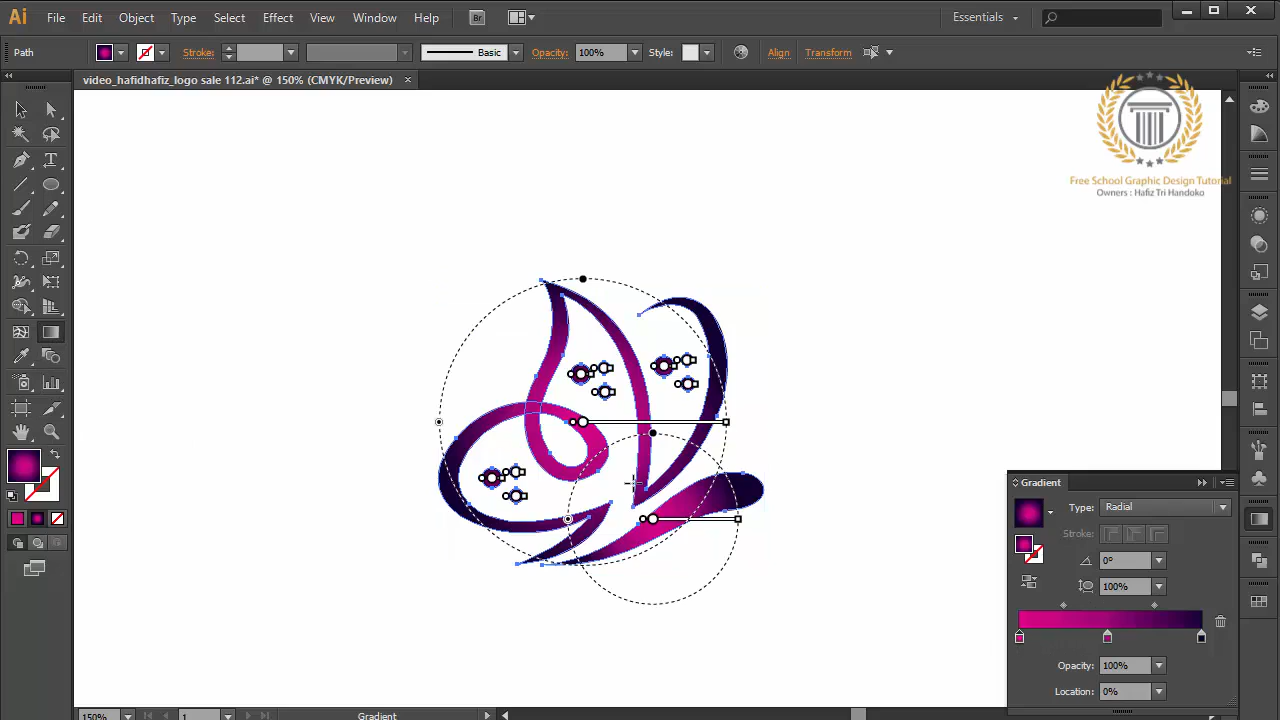 Ai File Edit Object Type Select Effect View Window Help Br Essentials
Path Stroke: Basic Opacity: 100% Style: Align Transform
video_hafidhafiz_logo sale 112.ai* @ 150% (CMYK/Preview)
Free School Graphic Design Tutorial
Owners : Hafiz Tri Handoko
Gradient
Type: Radial
Stroke:
0°
100%
Opacity: 100%
Location: 0%
150% 1 Gradient